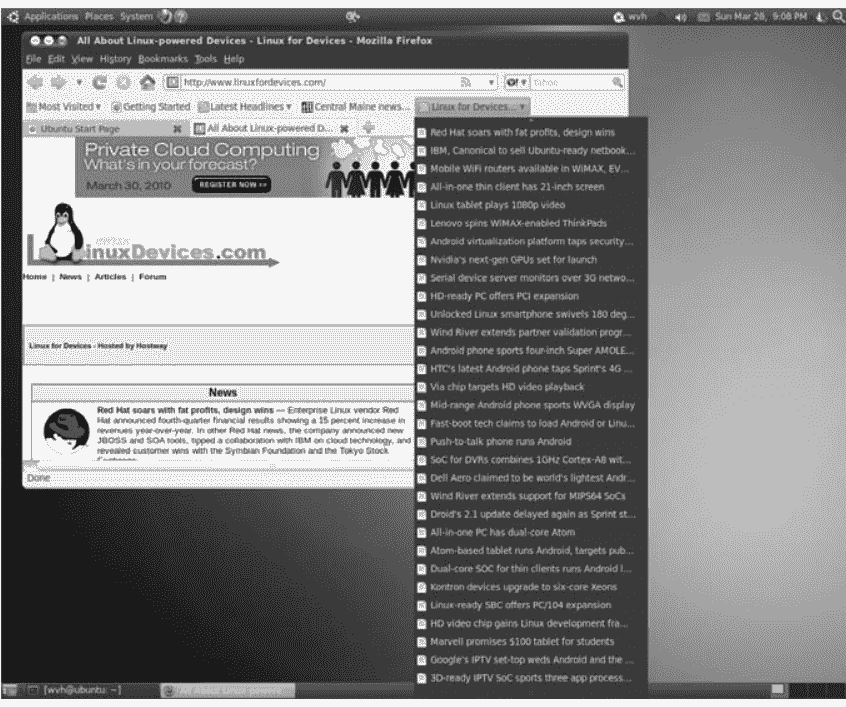 Applications Places System
wvh
Sun Mar 28, 9:08 PM
All About Linux-powered Devices - Linux for Devices - Mozilla Firefox
File Edit View History Bookmarks Tools Help
http://www.linuxfordevices.com/
Yahoo
Most Visited
Getting Started
Latest Headlines
Central Maine news...
Linux for Devices...
Ubuntu Start Page
All About Linux-powered D...
Private Cloud Computing
What's in your forecast?
March 30, 2010
REGISTER NOW
LinuxDevices.com
Home | News | Articles | Forum
Linux for Devices - Hosted by Hostway
News
Red Hat soars with fat profits, design wins — Enterprise Linux vendor Red
Hat announced fourth-quarter financial results showing a 15 percent increase in
revenues year-over-year. In other Red Hat news, the company announced new
JBOSS and SOA tools, tipped a collaboration with IBM on cloud technology, and
revealed customer wins with the Symbian Foundation and the Tokyo Stock
Done
Red Hat soars with fat profits, design wins
IBM, Canonical to sell Ubuntu-ready netbook...
Mobile WiFi routers available in WiMAX, EV...
All-in-one thin client has 21-inch screen
Linux tablet plays 1080p video
Lenovo spins WiMAX-enabled ThinkPads
Android virtualization platform taps security...
Nvidia's next-gen GPUs set for launch
Serial device server monitors over 3G netwo...
HD-ready PC offers PCI expansion
Unlocked Linux smartphone swivels 180 deg...
Wind River extends partner validation progr...
Android phone sports four-inch Super AMOLE...
HTC's latest Android phone taps Sprint's 4G ...
Via chip targets HD video playback
Mid-range Android phone sports WVGA display
Fast-boot tech claims to load Android or Linu...
Push-to-talk phone runs Android
SoC for DVRs combines 1GHz Cortex-A8 wit...
Dell Aero claimed to be world's lightest Andr...
Wind River extends support for MIPS64 SoCs
Droid's 2.1 update delayed again as Sprint st...
All-in-one PC has dual-core Atom
Atom-based tablet runs Android, targets pub...
Dual-core SOC for thin clients runs Android l...
Kontron devices upgrade to six-core Xeons
Linux-ready SBC offers PC/104 expansion
HD video chip gains Linux development fra...
Marvell promises $100 tablet for students
Google's IPTV set-top weds Android and the ...
3D-ready IPTV SoC sports three app process...
[wvh@ubuntu: ~]
All About Linux-powere